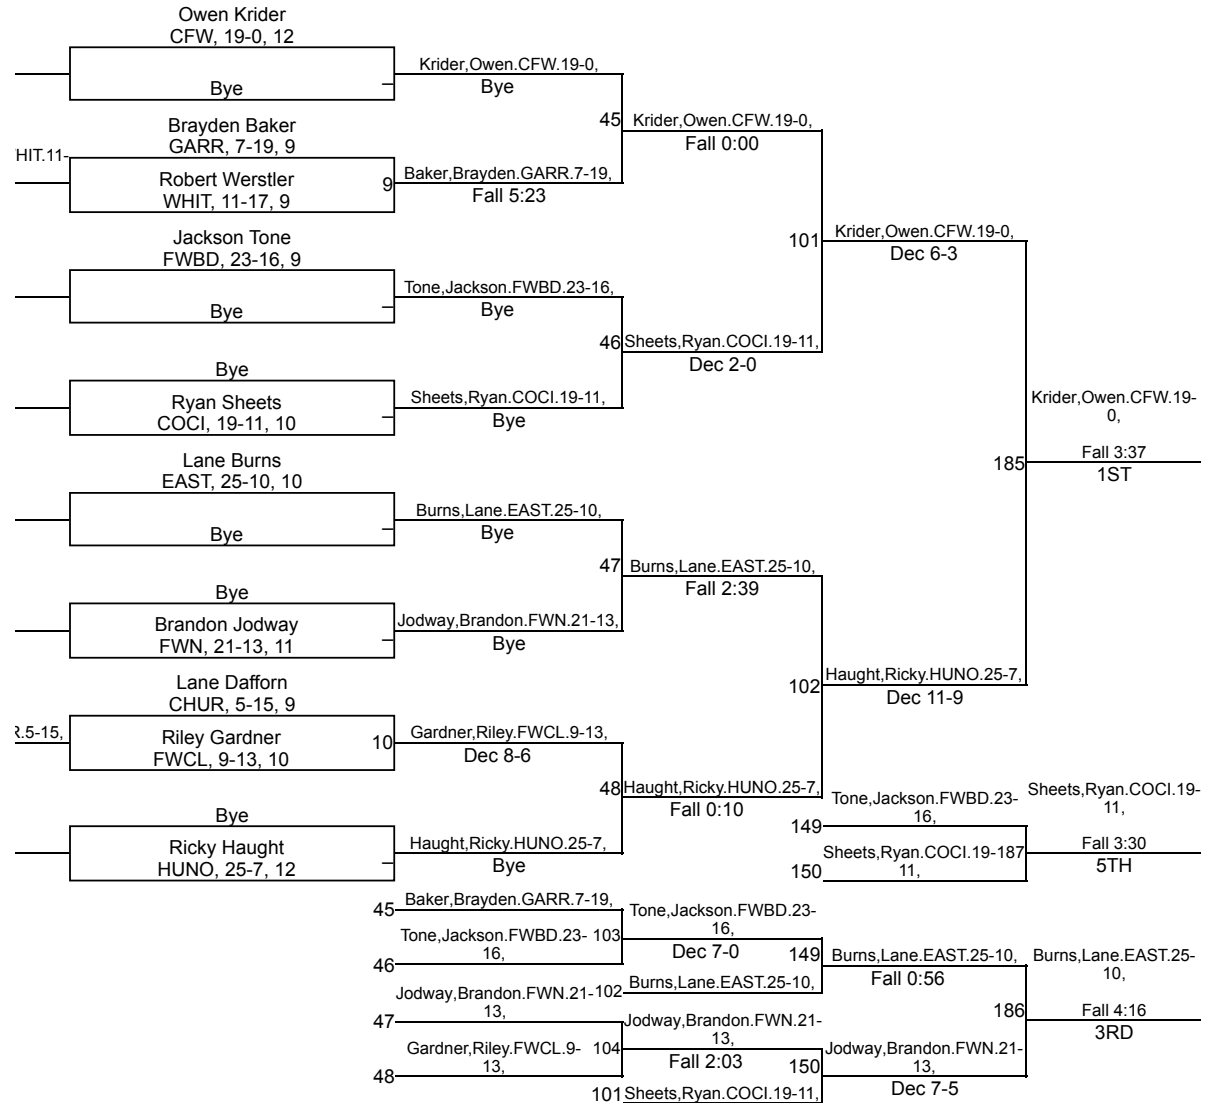 Owen Krider
CFW, 19-0, 12
Bye
_
Krider,Owen.CFW.19-0,
Bye
45
Krider,Owen.CFW.19-0,
Fall 0:00
Brayden Baker
GARR, 7-19, 9
HIT.11-
Robert Werstler
WHIT, 11-17, 9
9
Baker,Brayden.GARR.7-19,
Fall 5:23
101
Krider,Owen.CFW.19-0,
Dec 6-3
Jackson Tone
FWBD, 23-16, 9
Bye
_
Tone,Jackson.FWBD.23-16,
Bye
46
Sheets,Ryan.COCI.19-11,
Dec 2-0
Bye
Ryan Sheets
COCI, 19-11, 10
_
Sheets,Ryan.COCI.19-11,
Bye
185
Krider,Owen.CFW.19-
0,
Fall 3:37
1ST
Lane Burns
EAST, 25-10, 10
Bye
_
Burns,Lane.EAST.25-10,
Bye
47
Burns,Lane.EAST.25-10,
Fall 2:39
Bye
Brandon Jodway
FWN, 21-13, 11
_
Jodway,Brandon.FWN.21-13,
Bye
102
Haught,Ricky.HUNO.25-7,
Dec 11-9
Lane Dafforn
CHUR, 5-15, 9
R.5-15,
Riley Gardner
FWCL, 9-13, 10
10
Gardner,Riley.FWCL.9-13,
Dec 8-6
48
Haught,Ricky.HUNO.25-7,
Fall 0:10
Bye
Ricky Haught
HUNO, 25-7, 12
_
Haught,Ricky.HUNO.25-7,
Bye
149
Tone,Jackson.FWBD.23-
16,
150
Sheets,Ryan.COCI.19-
11,
187
Sheets,Ryan.COCI.19-
11,
Fall 3:30
5TH
45
Baker,Brayden.GARR.7-19,
46
Tone,Jackson.FWBD.23-
16,
103
Tone,Jackson.FWBD.23-
16,
Dec 7-0
102
Burns,Lane.EAST.25-10,
149
Burns,Lane.EAST.25-10,
Fall 0:56
47
Jodway,Brandon.FWN.21-
13,
48
Gardner,Riley.FWCL.9-
13,
104
Jodway,Brandon.FWN.21-
13,
Fall 2:03
101
Sheets,Ryan.COCI.19-11,
150
Jodway,Brandon.FWN.21-
13,
Dec 7-5
186
Burns,Lane.EAST.25-
10,
Fall 4:16
3RD